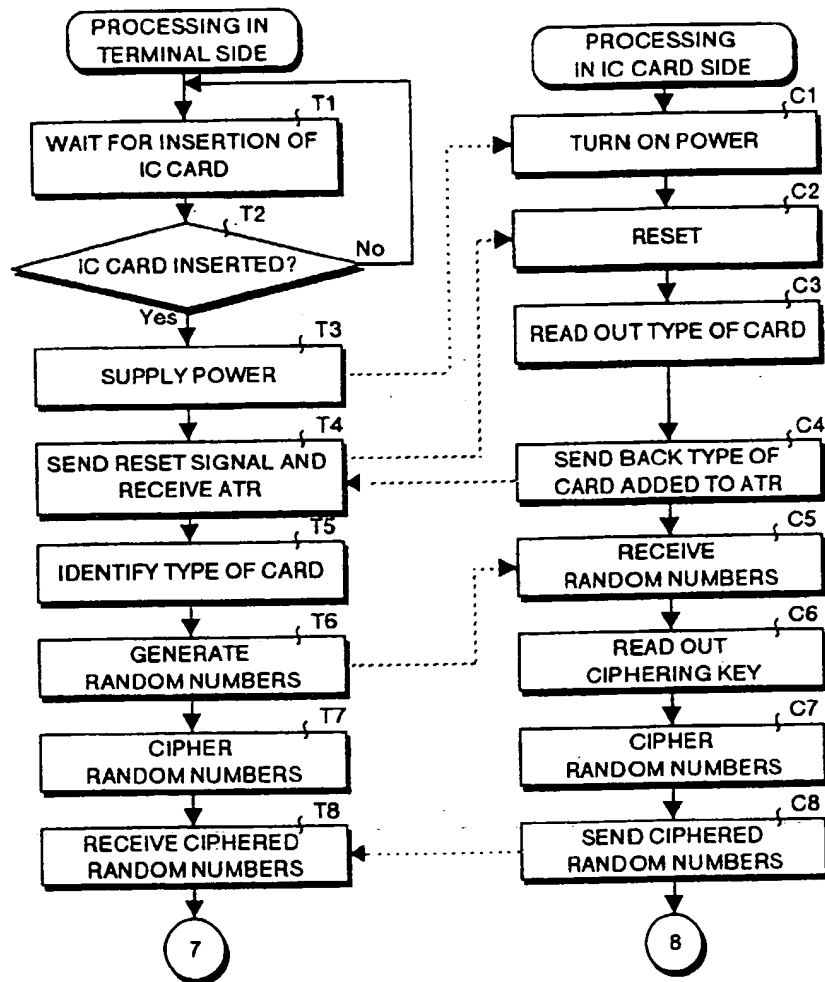 PROCESSING IN
TERMINAL SIDE
T1
WAIT FOR INSERTION OF
IC CARD
T2
IC CARD INSERTED?
No
Yes
T3
SUPPLY POWER
T4
SEND RESET SIGNAL AND
RECEIVE ATR
T5
IDENTIFY TYPE OF CARD
T6
GENERATE
RANDOM NUMBERS
T7
CIPHER
RANDOM NUMBERS
T8
RECEIVE CIPHERED
RANDOM NUMBERS
7
PROCESSING
IN IC CARD SIDE
C1
TURN ON POWER
C2
RESET
C3
READ OUT TYPE OF CARD
C4
SEND BACK TYPE OF
CARD ADDED TO ATR
C5
RECEIVE
RANDOM NUMBERS
C6
READ OUT
CIPHERING KEY
C7
CIPHER
RANDOM NUMBERS
C8
SEND CIPHERED
RANDOM NUMBERS
8